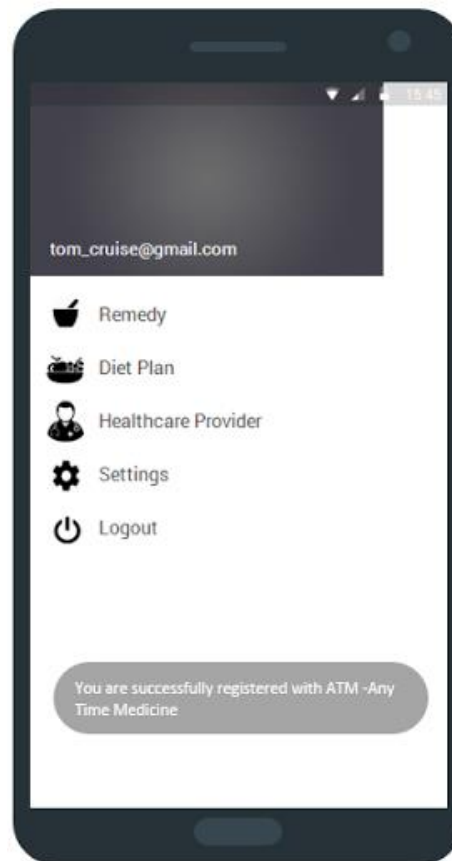 15:45
tom_cruise@gmail.com
Remedy
Diet Plan
Healthcare Provider
Settings
Logout
You are successfully registered with ATM -Any
Time Medicine